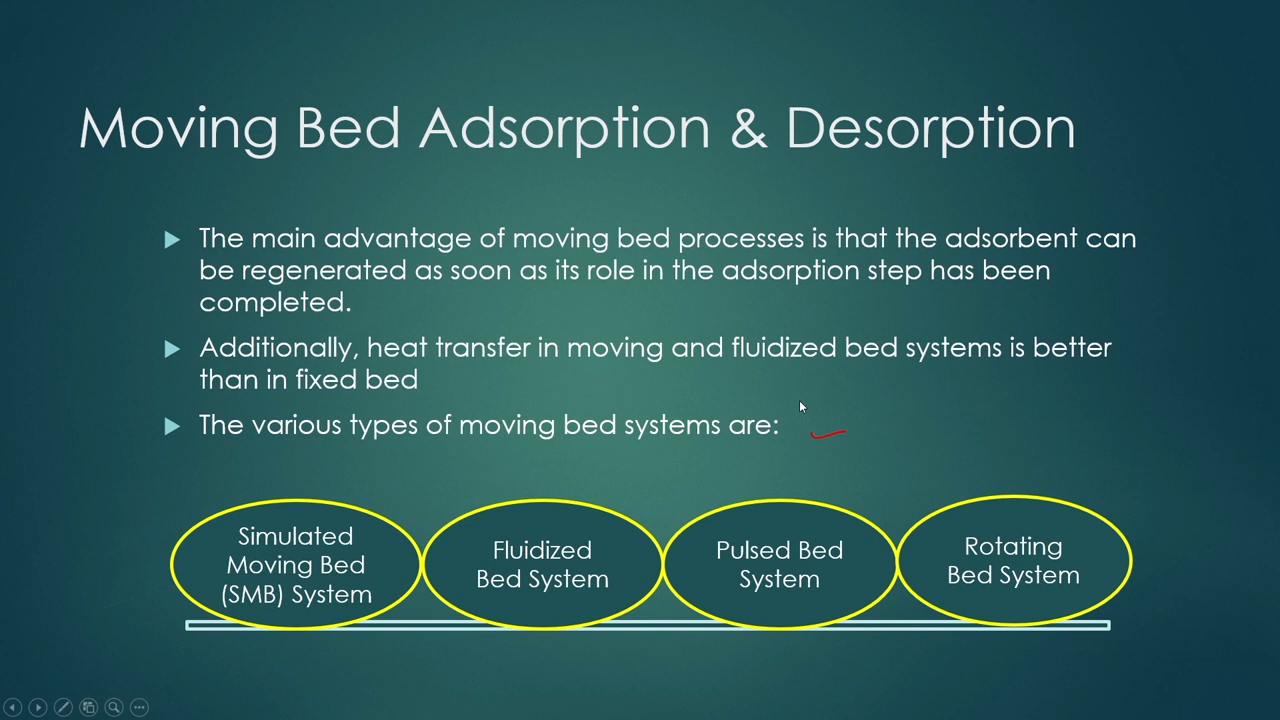 Moving Bed Adsorption & Desorption
The main advantage of moving bed processes is that the adsorbent can
be regenerated as soon as its role in the adsorption step has been
completed.
Additionally, heat transfer in moving and fluidized bed systems is better
than in fixed bed
The various types of moving bed systems are:
Simulated
Moving Bed
(SMB) System
Fluidized
Bed System
Pulsed Bed
System
Rotating
Bed System